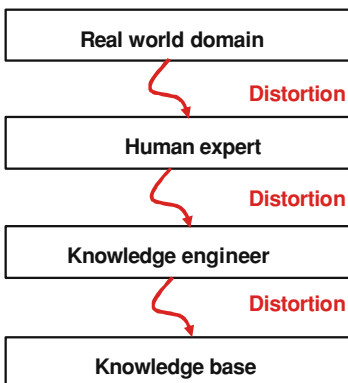 Real world domain
Distortion
Human expert
Distortion
Knowledge engineer
Distortion
Knowledge base